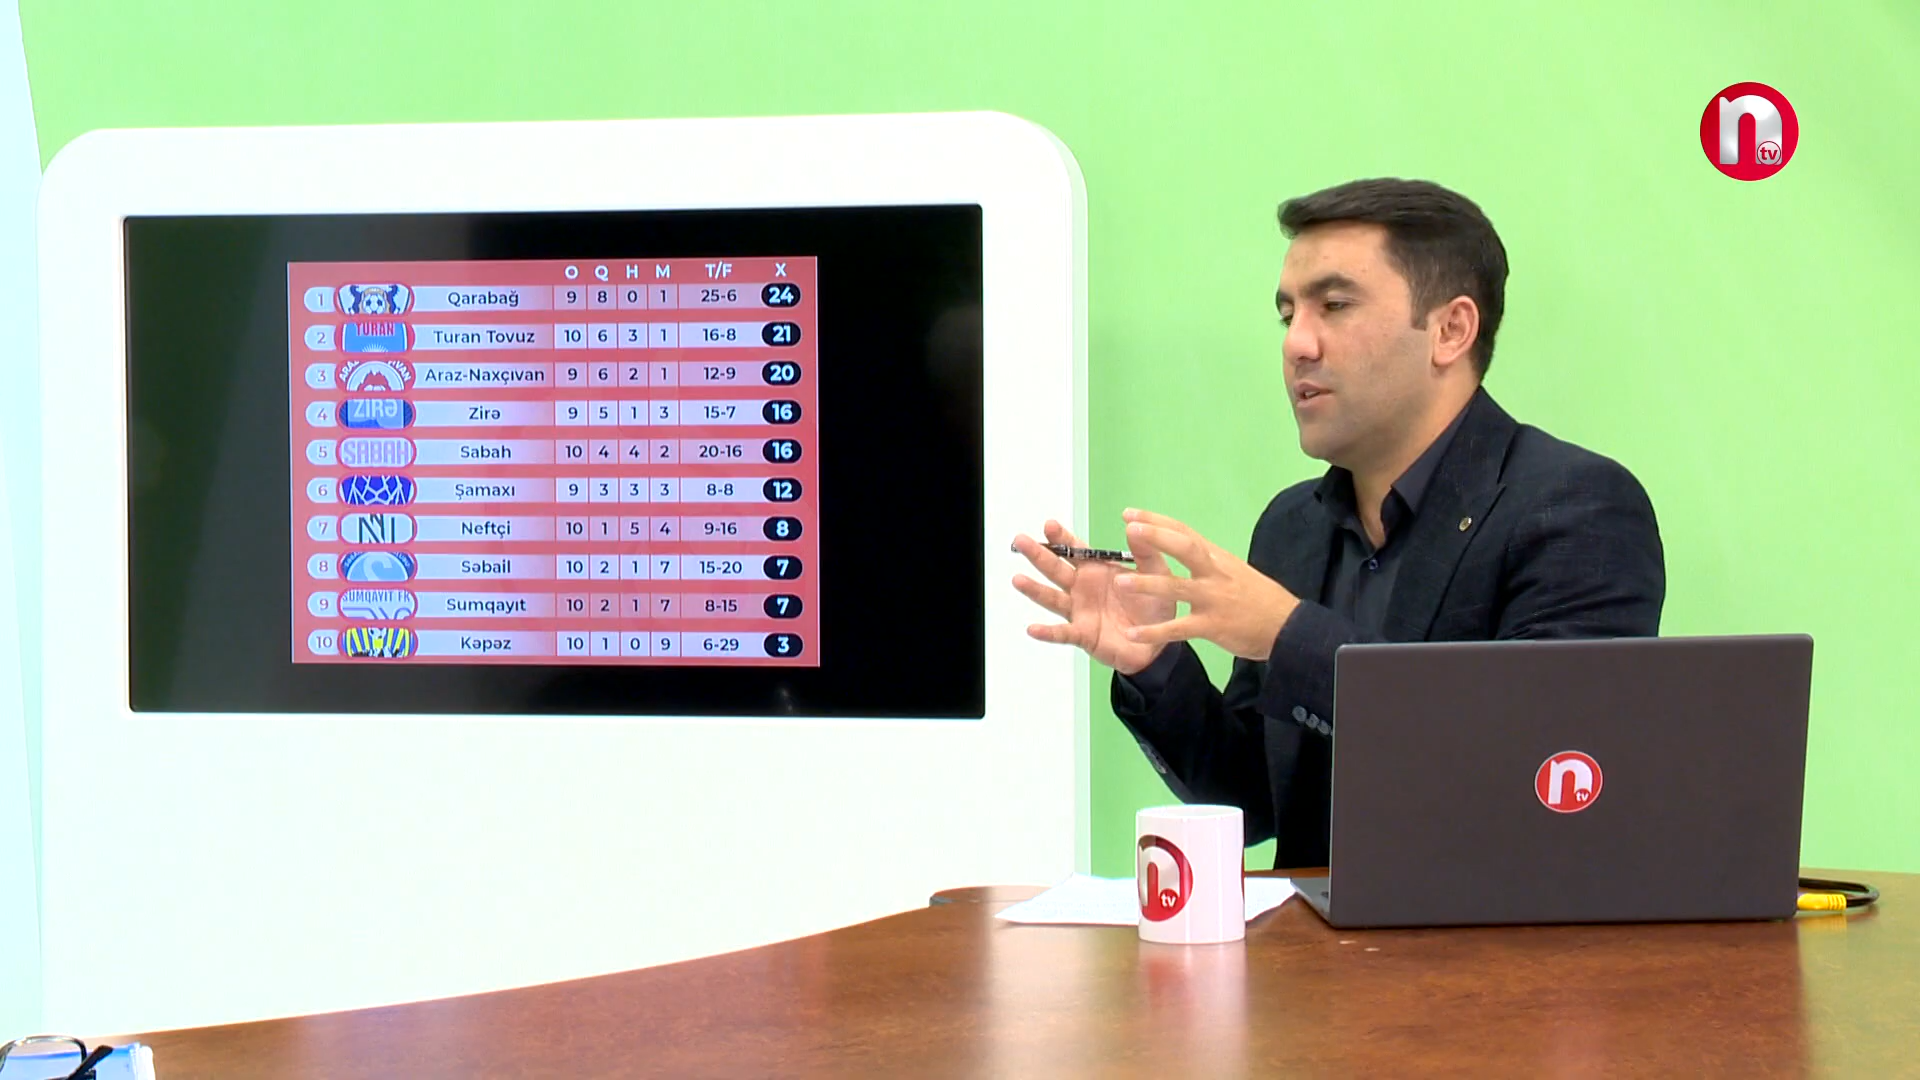 n tv
O Q H M T/F X
1 Qarabağ 9 8 0 1 25-6 24
TURAN
2 Turan Tovuz 10 6 3 1 16-8 21
3 Araz-Naxçıvan 9 6 2 1 12-9 20
4 ZİRƏ Zirə 9 5 1 3 15-7 16
5 SABAH Sabah 10 4 4 2 20-16 16
6 Şamaxı 9 3 3 3 8-8 12
7 Neftçi 10 1 5 4 9-16 8
8 Səbail 10 2 1 7 15-20 7
SUMQAYIT FK
9 Sumqayıt 10 2 1 7 8-15 7
10 Kəpəz 10 1 0 9 6-29 3
n tv
n tv